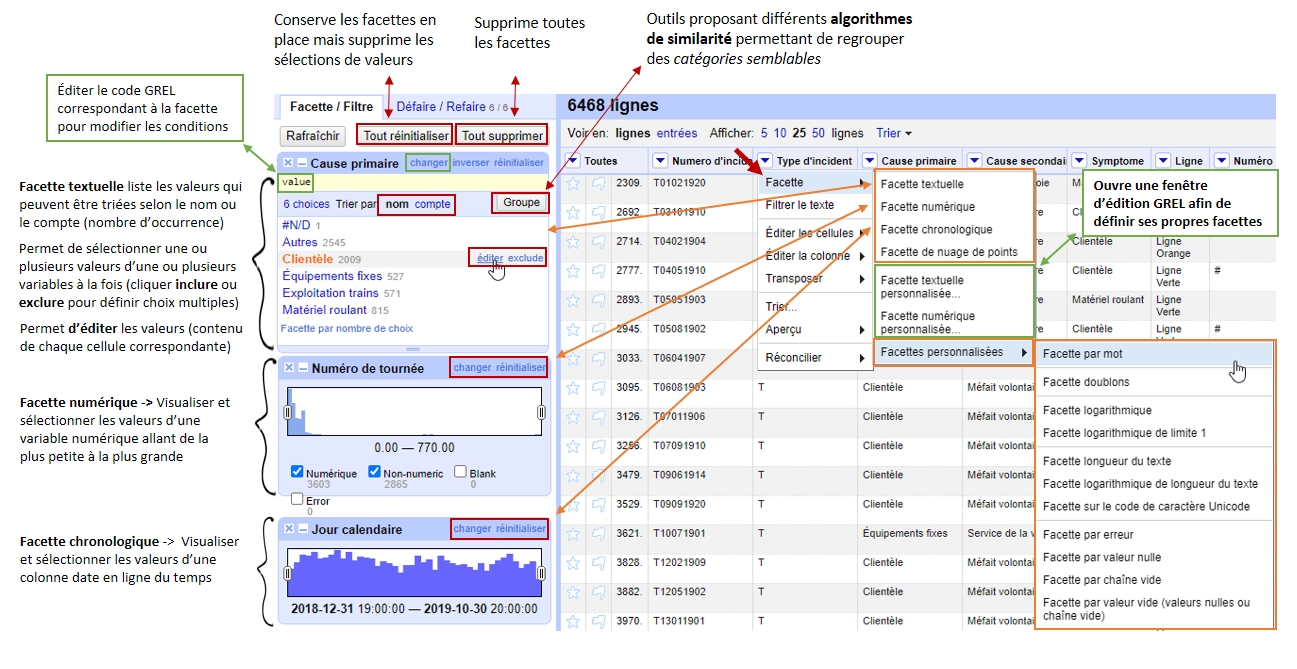 Conserve les facettes en
place mais supprime les
sélections de valeurs
Supprime toutes
les facettes
Outils proposant différents algorithmes
de similarité permettant de regrouper
des catégories semblables
Éditer le code GREL
correspondant à la facette
pour modifier les conditions
Facette textuelle liste les valeurs qui
peuvent être triées selon le nom ou
le compte (nombre d'occurrence)
Permet de sélectionner une ou
plusieurs valeurs d'une ou plusieurs
variables à la fois (cliquer inclure ou
exclure pour définir choix multiples)
Permet d'éditer les valeurs (contenu
de chaque cellule correspondante)
Facette numérique -> Visualiser et
sélectionner les valeurs d'une
variable numérique allant de la
plus petite à la plus grande
Facette chronologique -> Visualiser
et sélectionner les valeurs d'une
colonne date en ligne du temps
Facette / Filtre Défaire / Refaire 6 / 6
Rafraîchir Tout réinitialiser Tout supprimer
Cause primaire changer inverser réinitialiser
value
6 choices Trier par nom compte Groupe
#N/D 1
Autres 2545
Clientèle 2009 éditer exclude
Équipements fixes 527
Exploitation trains 571
Matériel roulant 815
Facette par nombre de choix
Numéro de tournée changer réinitialiser
0.00 — 770.00
Numérique 3603 Non-numeric 2865 Blank 0
Error 0
Jour calendaire changer réinitialiser
2018-12-31 19:00:00 — 2019-10-30 20:00:00
6468 lignes
Voir en: lignes entrées Afficher: 5 10 25 50 lignes Trier
Toutes Numero d'incid Type d'incident Cause primaire Cause secondai Symptome Ligne Numéro
2309. T01021920
2692. T03101910
2714. T04021904 Clientèle Ligne Orange
2777. T04051910 Clientèle Ligne Verte #
2893. T05051903 Matériel roulant Ligne Verte
2945. T05081902 Clientèle Ligne Verte #
3033. T06041907
3095. T06081903 T Clientèle Méfait volontai
3126. T07011906 T Clientèle Méfait volontai
3256. T07091910 T Clientèle Méfait volontai
3479. T09061914 T Clientèle Méfait volontai
3529. T09091920 T Clientèle Méfait volontai
3621. T10071901 T Équipements fixes Service de la v
3828. T12021909 T Clientèle Méfait volontai
3882. T12051902 T Clientèle Méfait volontai
3970. T13011901 T Clientèle Méfait volontai
Facette
Filtrer le texte
Éditer les cellules
Éditer la colonne
Transposer
Trier...
Aperçu
Réconcilier
Facette textuelle
Facette numérique
Facette chronologique
Facette de nuage de points
Facette textuelle
personnalisée...
Facette numérique
personnalisée...
Facettes personnalisées
Ouvre une fenêtre
d'édition GREL afin de
définir ses propres facettes
Facette par mot
Facette doublons
Facette logarithmique
Facette logarithmique de limite 1
Facette longueur du texte
Facette logarithmique de longueur du texte
Facette sur le code de caractère Unicode
Facette par erreur
Facette par valeur nulle
Facette par chaîne vide
Facette par valeur vide (valeurs nulles ou
chaîne vide)